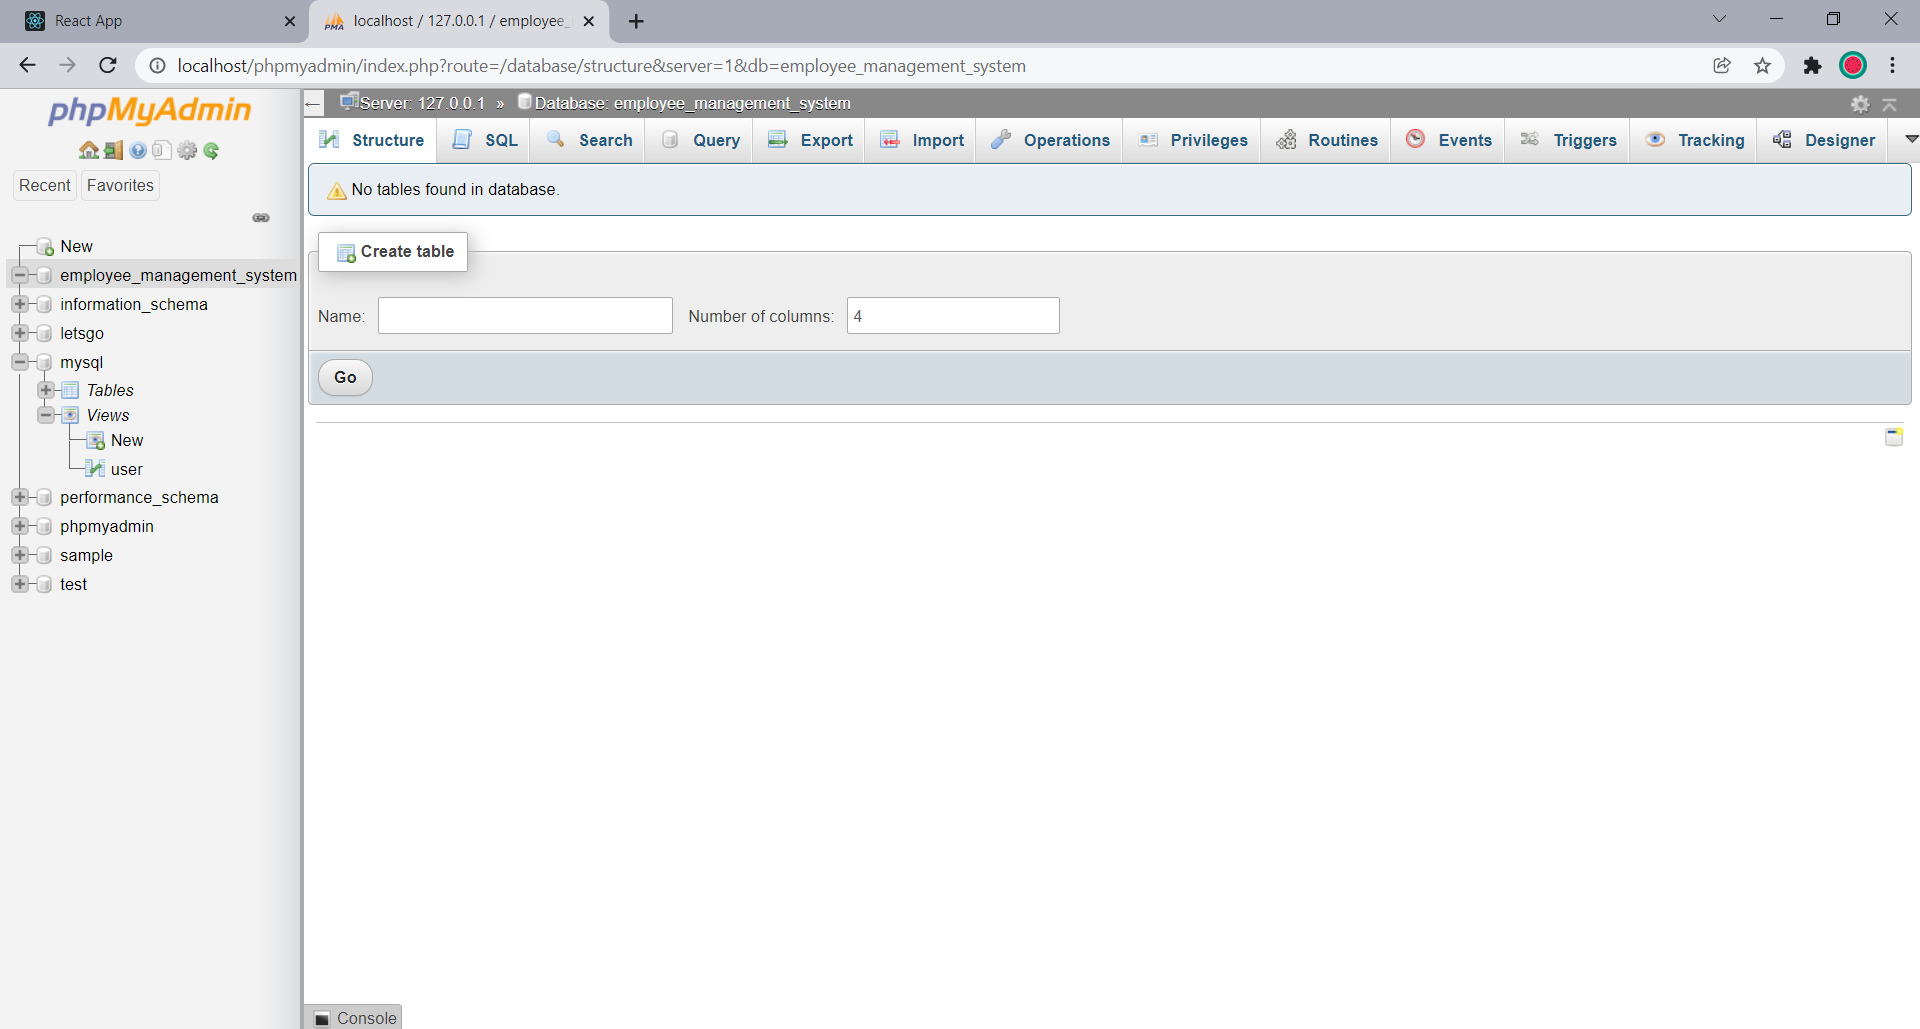 React App
localhost / 127.0.0.1 / employee_
localhost/phpmyadmin/index.php?route=/database/structure&server=1&db=employee_management_system
phpMyAdmin
Recent Favorites
New
employee_management_system
information_schema
letsgo
mysql
Tables
Views
New
user
performance_schema
phpmyadmin
sample
test
Server: 127.0.0.1 » Database: employee_management_system
Structure SQL Search Query Export Import Operations Privileges Routines Events Triggers Tracking Designer
No tables found in database.
Create table
Name: Number of columns: 4
Go
Console